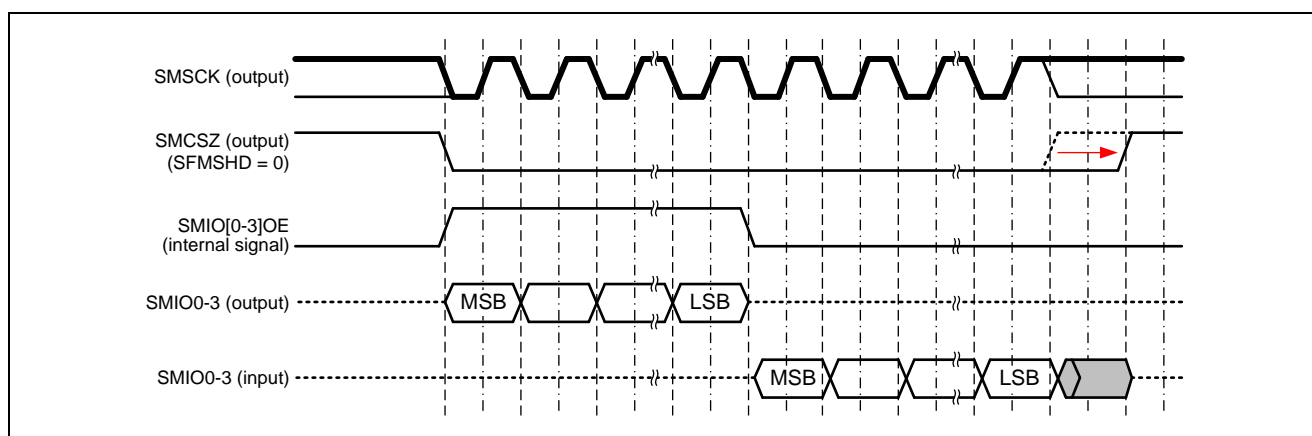 SMSCK (output)
SMCSZ (output)
(SFMSHD = 0)
SMIO[0-3]OE
(internal signal)
SMIO0-3 (output)
MSB
LSB
SMIO0-3 (input)
MSB
LSB